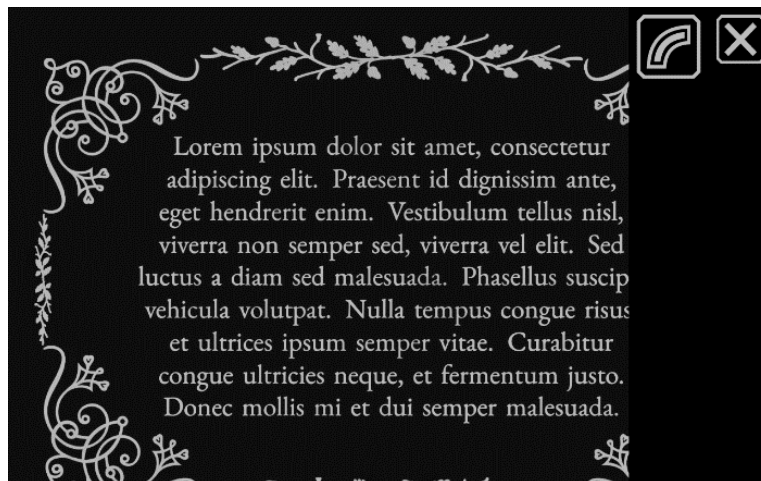 Lorem ipsum dolor sit amet, consectetur
adipiscing elit. Praesent id dignissim ante,
eget hendrerit enim. Vestibulum tellus nisl,
viverra non semper sed, viverra vel elit. Sed
luctus a diam sed malesuada. Phasellus suscip
vehicula volutpat. Nulla tempus congue risus
et ultrices ipsum semper vitae. Curabitur
congue ultricies neque, et fermentum justo.
Donec mollis mi et dui semper malesuada.